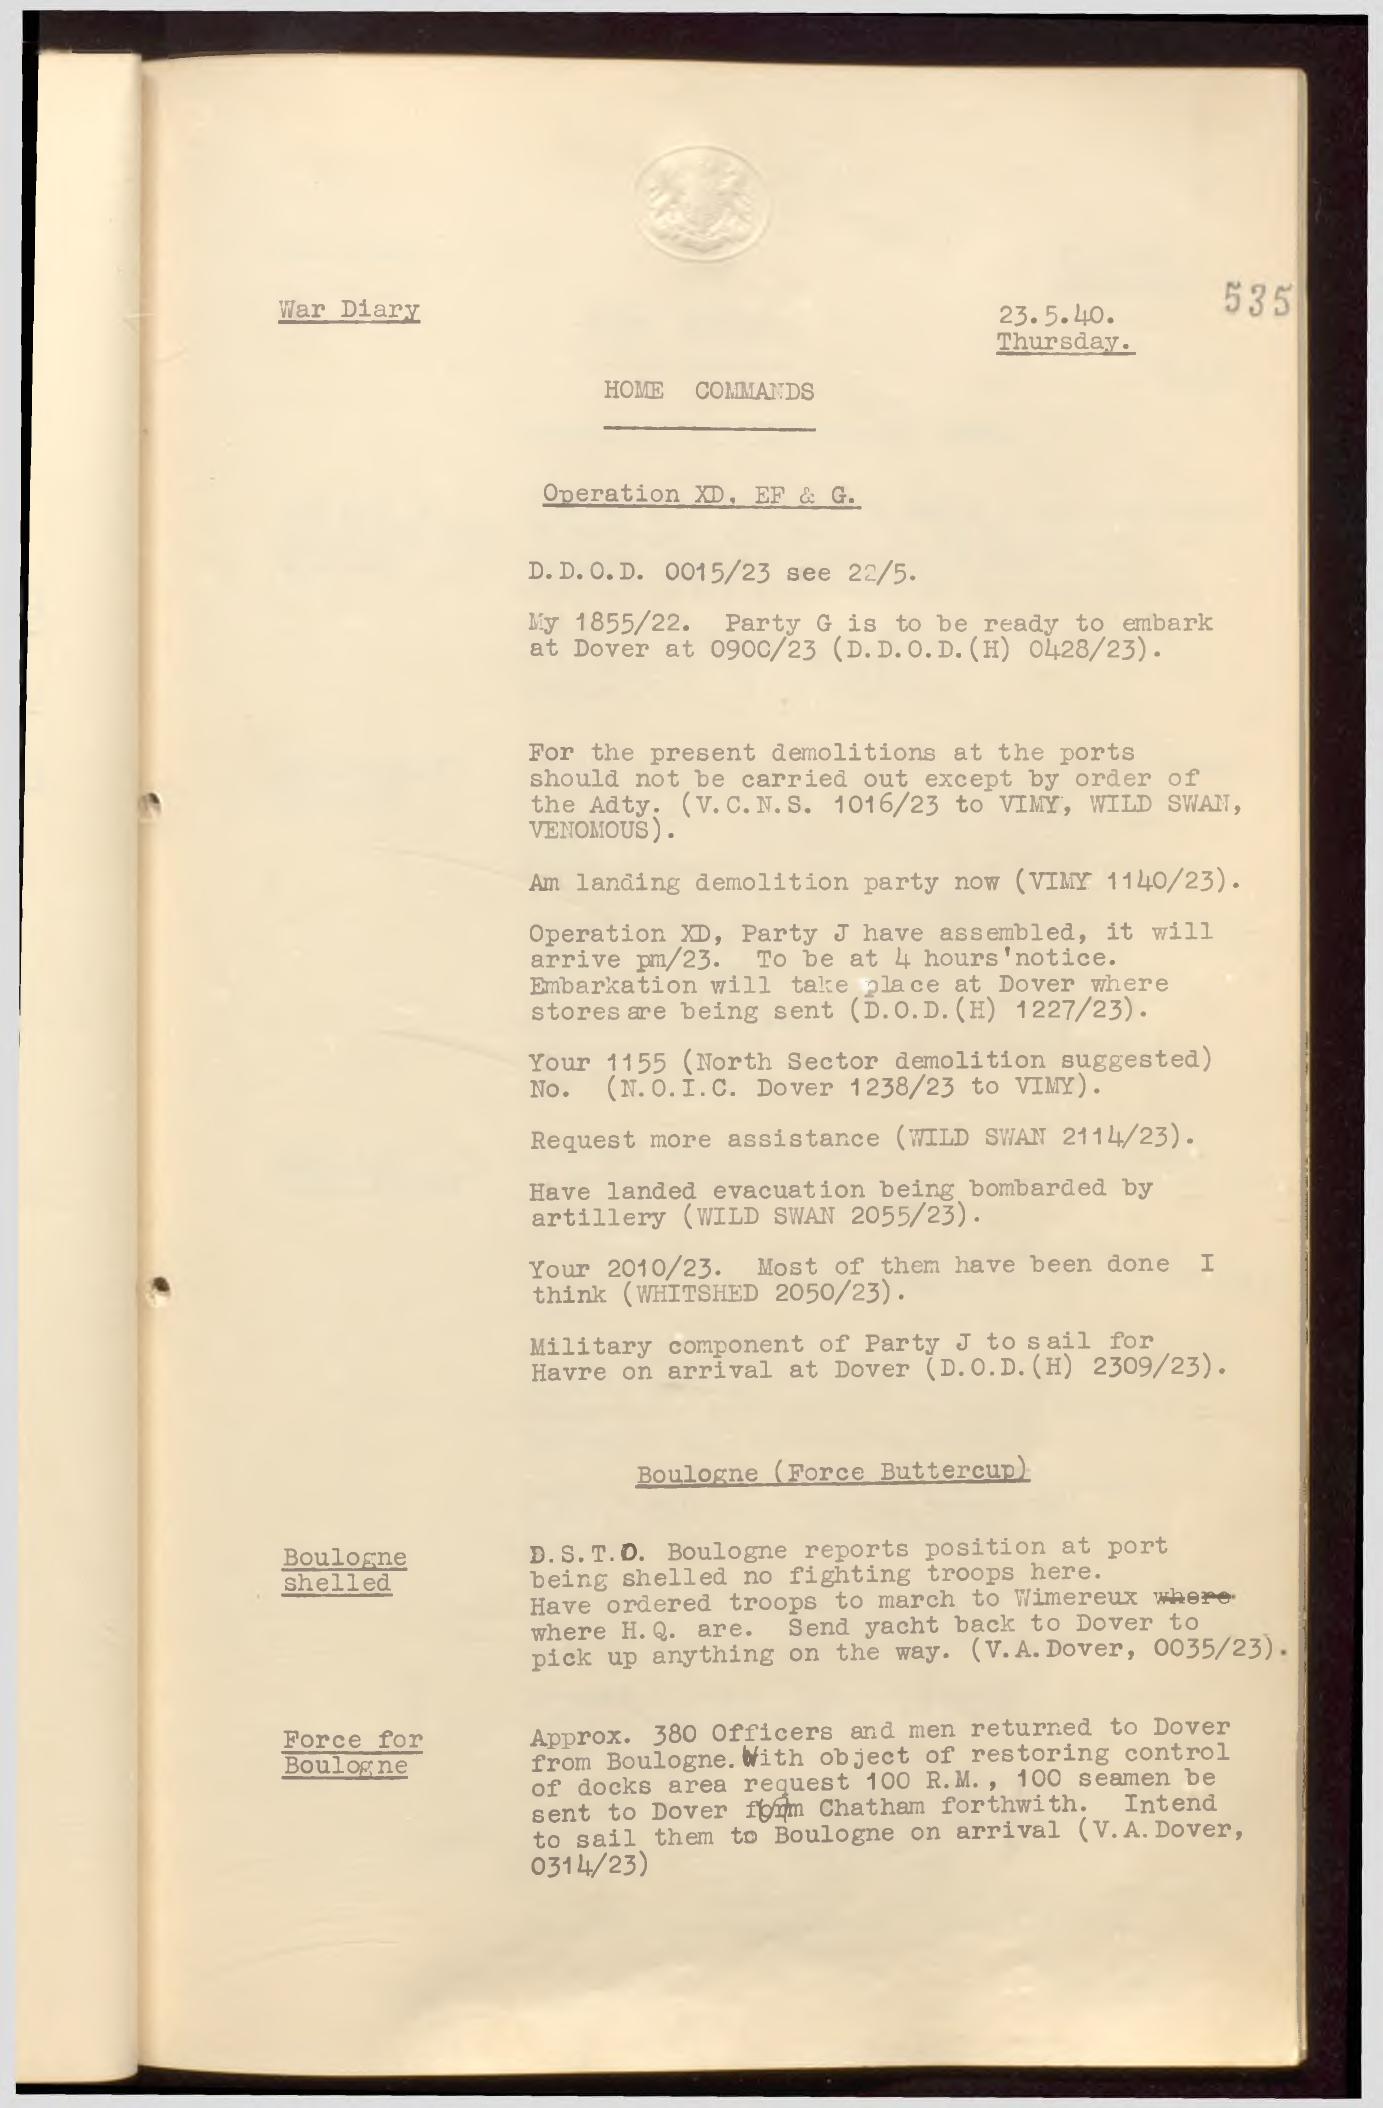 535
War Diary
23.5.40.
Thursday.
HOME COMMANDS
Operation XD, EF & G.
D.D.O.D. 0015/23 see 22/5.
My 1855/22. Party G is to be ready to embark
at Dover at 0900/23 (D.D.O.D.(H) 0428/23).
For the present demolitions at the ports
should not be carried out except by order of
the Adty. (V.C.N.S. 1016/23 to VIMY, WILD SWAN,
VENOMOUS).
Am landing demolition party now (VIMY 1140/23).
Operation XD, Party J have assembled, it will
arrive pm/23. To be at 4 hours'notice.
Embarkation will take place at Dover where
stores are being sent (D.O.D.(H) 1227/23).
Your 1155 (North Sector demolition suggested)
No. (N.O.I.C. Dover 1238/23 to VIMY).
Request more assistance (WILD SWAN 2114/23).
Have landed evacuation being bombarded by
artillery (WILD SWAN 2055/23).
Your 2010/23. Most of them have been done I
think (WHITSHED 2050/23).
Military component of Party J to sail for
Havre on arrival at Dover (D.O.D.(H) 2309/23).
Boulogne (Force Buttercup)
Boulogne
shelled
D.S.T.O. Boulogne reports position at port
being shelled no fighting troops here.
Have ordered troops to march to Wimereux where
where H.Q. are. Send yacht back to Dover to
pick up anything on the way. (V.A.Dover, 0035/23).
Force for
Boulogne
Approx. 380 Officers and men returned to Dover
from Boulogne. With object of restoring control
of docks area request 100 R.M., 100 seamen be
sent to Dover from Chatham forthwith. Intend
to sail them to Boulogne on arrival (V.A.Dover,
0314/23)